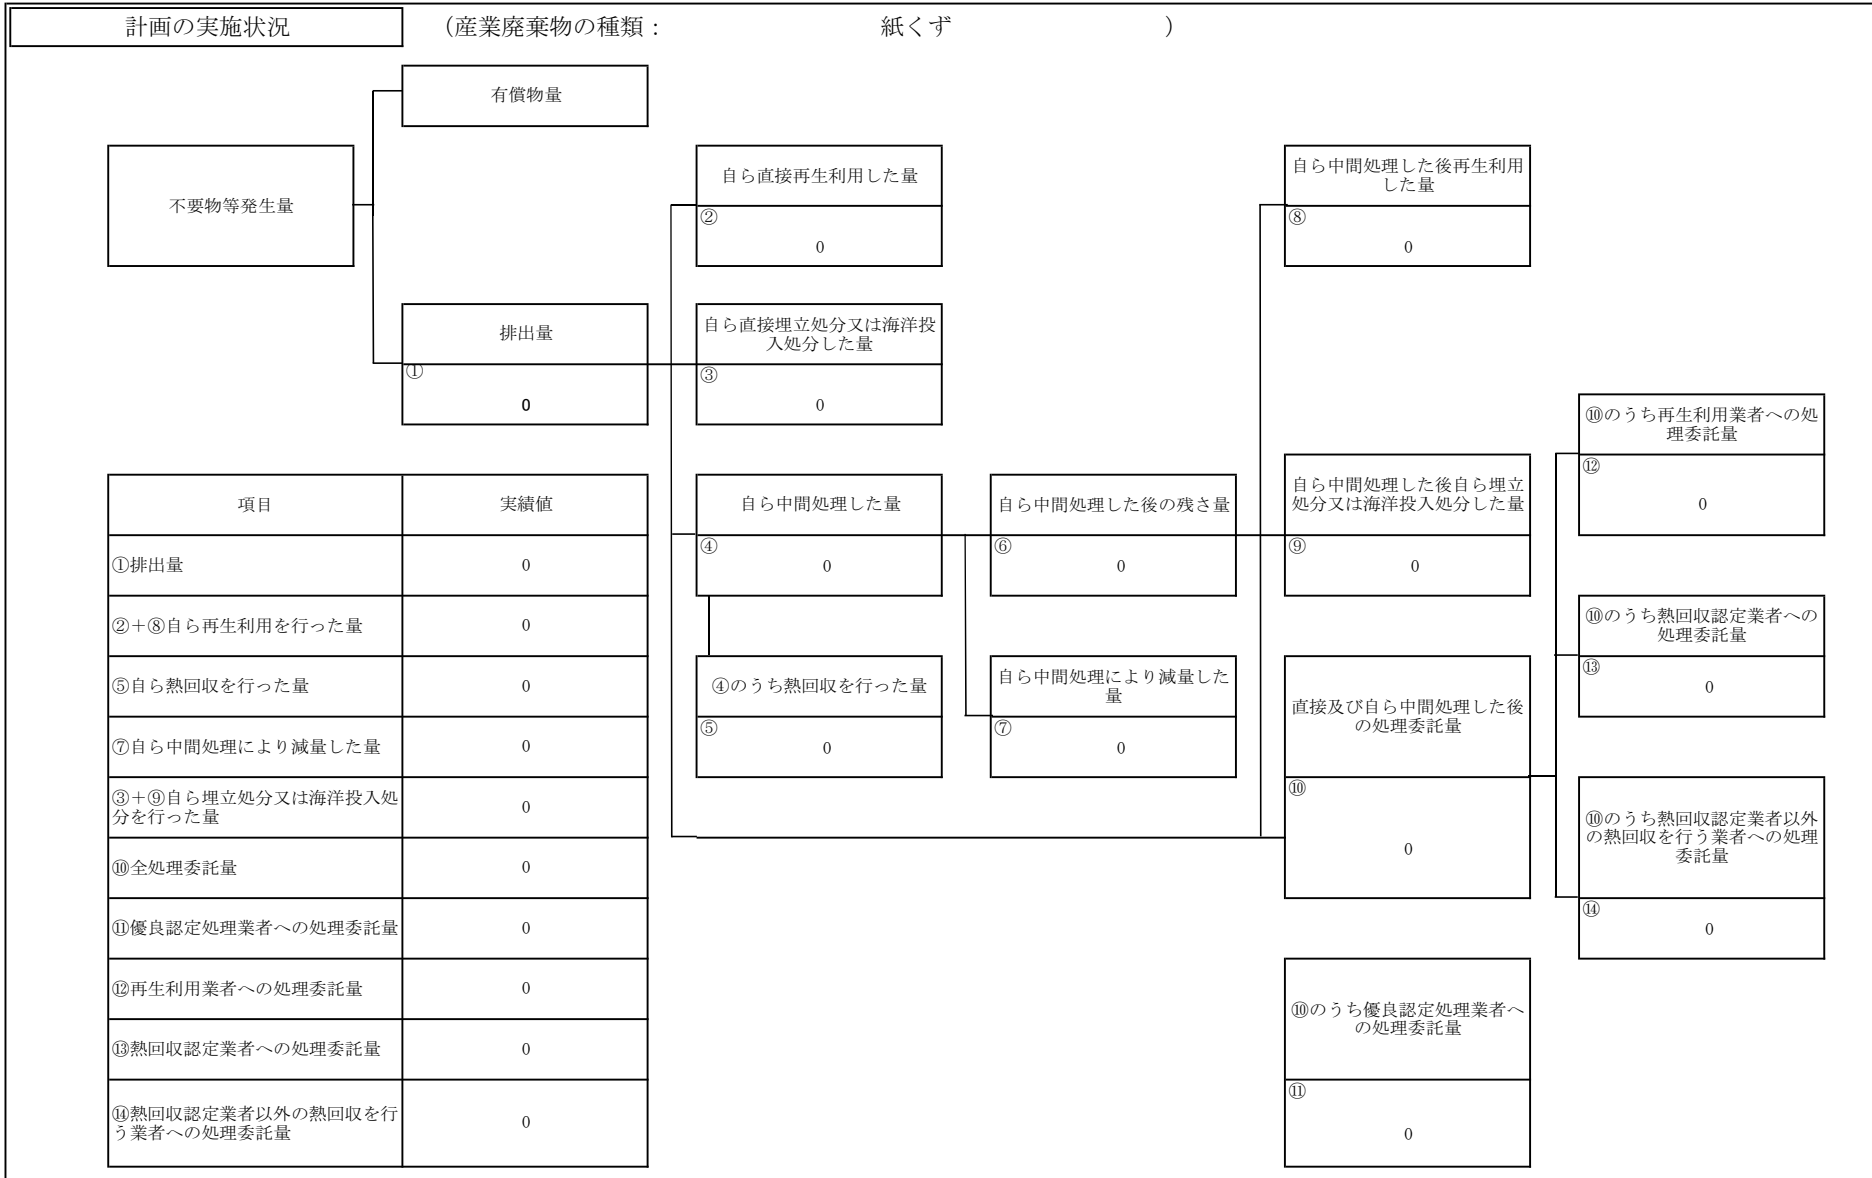 計画の実施状況
（産業廃棄物の種類： 紙くず ）
有償物量
不要物等発生量
自ら直接再生利用した量
②
0
自ら中間処理した後再生利用
した量
⑧
0
排出量
①
0
自ら直接埋立処分又は海洋投
入処分した量
③
0
⑩のうち再生利用業者への処
理委託量
⑫
0
項目 実績値
①排出量 0
②＋⑧自ら再生利用を行った量 0
⑤自ら熱回収を行った量 0
⑦自ら中間処理により減量した量 0
③＋⑨自ら埋立処分又は海洋投入処
分を行った量 0
⑩全処理委託量 0
⑪優良認定処理業者への処理委託量 0
⑫再生利用業者への処理委託量 0
⑬熱回収認定業者への処理委託量 0
⑭熱回収認定業者以外の熱回収を行
う業者への処理委託量 0
自ら中間処理した量
④
0
自ら中間処理した後の残さ量
⑥
0
自ら中間処理した後自ら埋立
処分又は海洋投入処分した量
⑨
0
④のうち熱回収を行った量
⑤
0
自ら中間処理により減量した
量
⑦
0
直接及び自ら中間処理した後
の処理委託量
⑩
0
⑩のうち熱回収認定業者への
処理委託量
⑬
0
⑩のうち熱回収認定業者以外
の熱回収を行う業者への処理
委託量
⑭
0
⑩のうち優良認定処理業者へ
の処理委託量
⑪
0